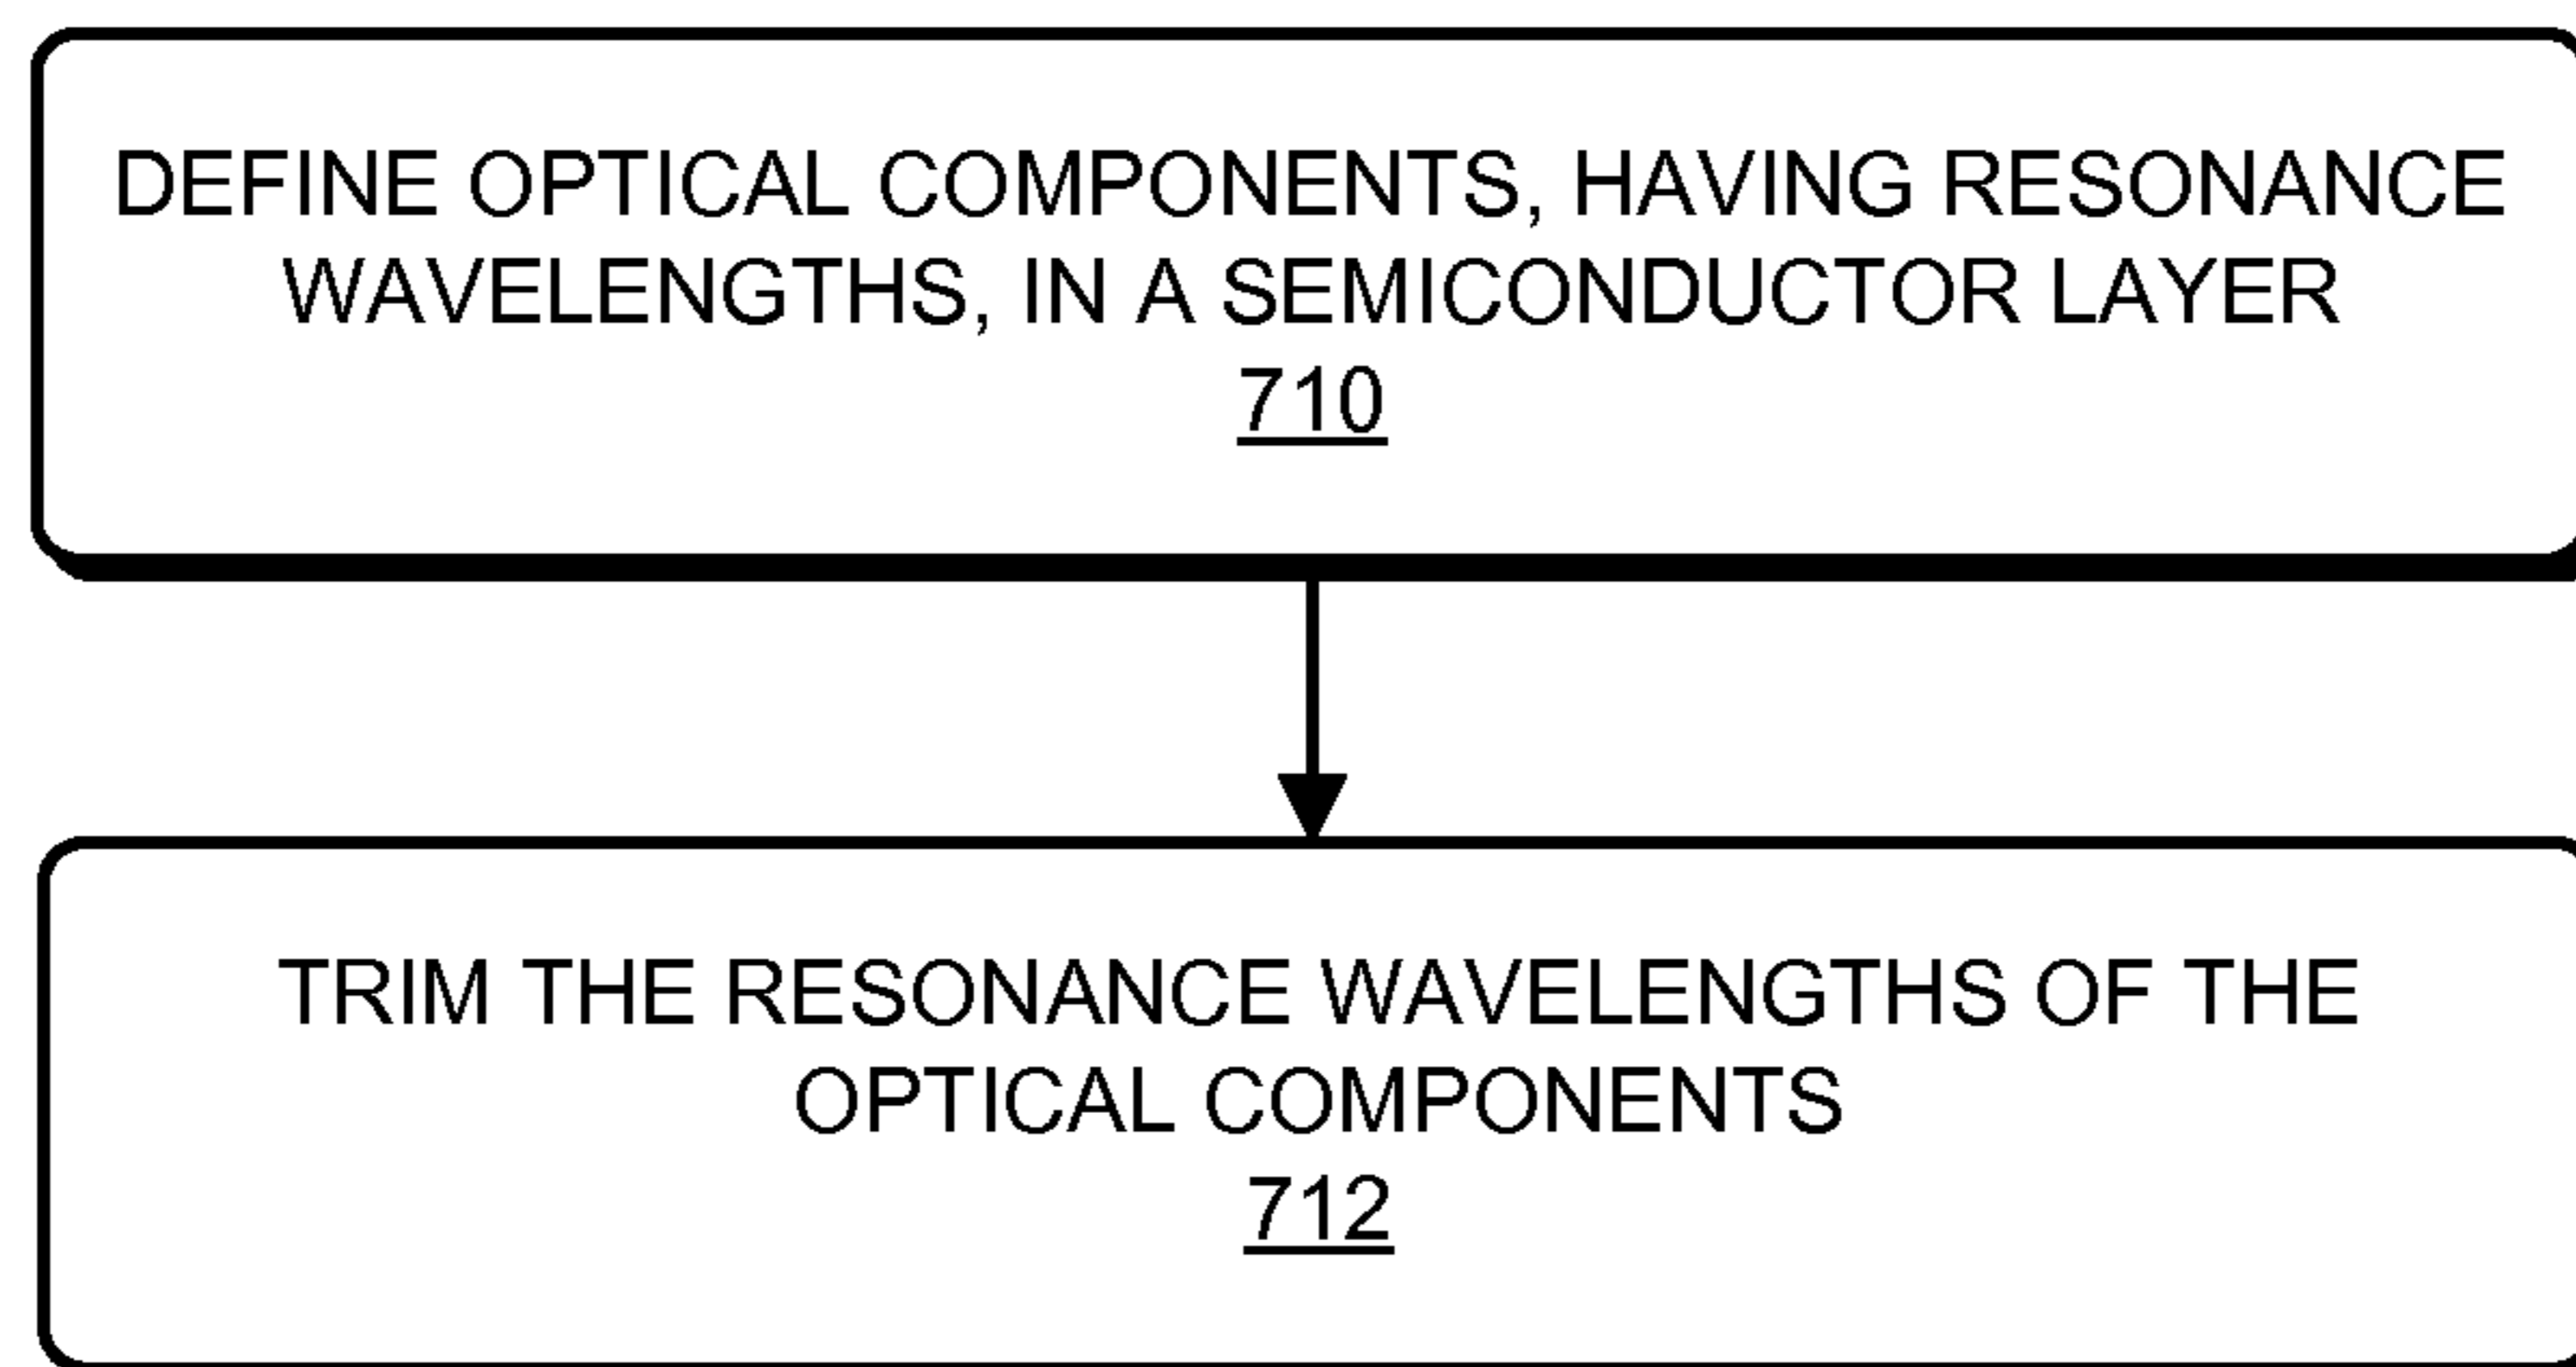 DEFINE OPTICAL COMPONENTS, HAVING RESONANCE
WAVELENGTHS, IN A SEMICONDUCTOR LAYER
710
TRIM THE RESONANCE WAVELENGTHS OF THE
OPTICAL COMPONENTS
712